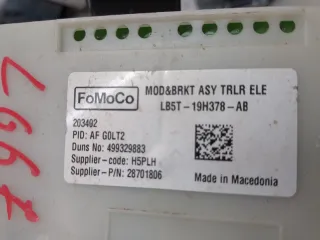 FoMoCo
MOD&BRKT ASY TRLR ELE
LB5T-19H378-AB
203402
PID: AF G0LT2
Duns No: 499329883
Supplier-code: H5PLH
Supplier-P/N: 28701806
Made in Macedonia